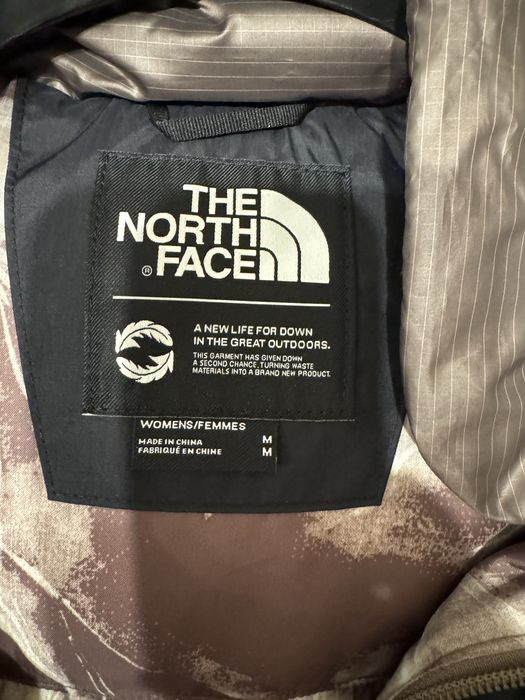 THE
NORTH
® FACE
A NEW LIFE FOR DOWN
IN THE GREAT OUTDOORS.
THIS GARMENT HAS GIVEN DOWN
A SECOND CHANCE, TURNING WASTE
MATERIALS INTO A BRAND NEW PRODUCT.
WOMENS/FEMMES
MADE IN CHINA M
FABRIQUÉ EN CHINE M